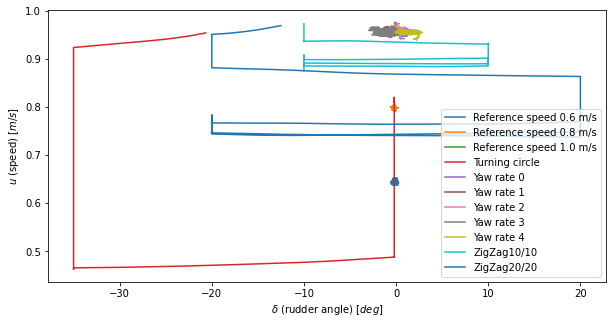 1.0
0.9
0.8
0.7
0.6
0.5
u (speed) [m/s]
Reference speed 0.6 m/s
Reference speed 0.8 m/s
Reference speed 1.0 m/s
Turning circle
Yaw rate 0
Yaw rate 1
Yaw rate 2
Yaw rate 3
Yaw rate 4
ZigZag10/10
ZigZag20/20
−30 −20 −10 0 10 20
δ (rudder angle) [deg]